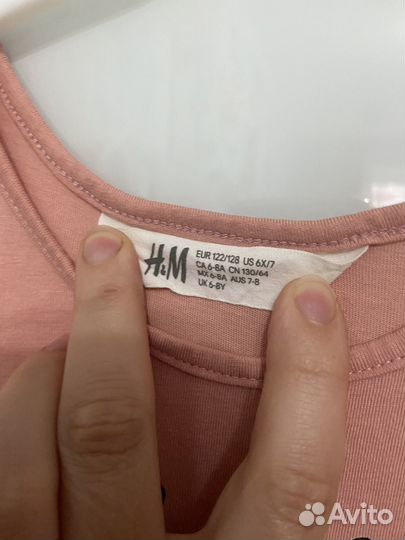 H&M
EUR 122/128 US 6X/7
CA 6-8A CN 130/64
MX 6-8A AUS 7-8
UK 6-8Y
Avito